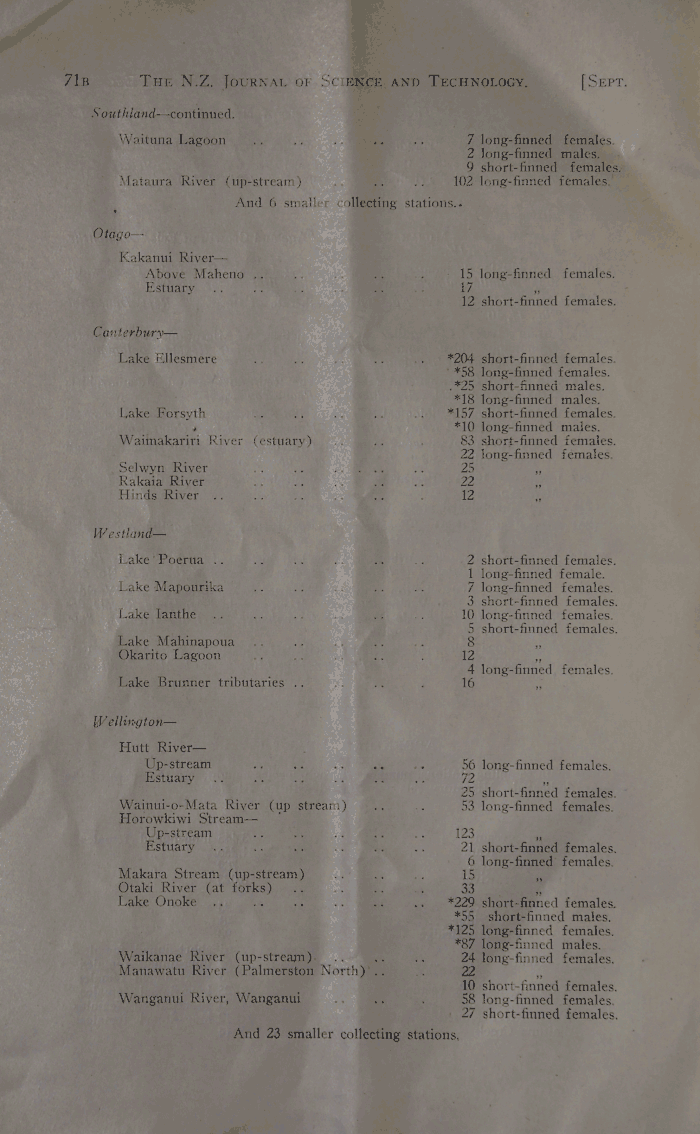 71B THE N.Z. JOURNAL OF SCIENCE AND TECHNOLOGY. [SEPT.
Southland—continued.
Waituna Lagoon .. .. .. .. .. 7 long-finned females.
2 long-finned males.
9 short-finned females.
Mataura River (up-stream) .. .. .. 102 long-finned females.
And 6 smaller collecting stations.
Otago—
Kakanui River—
Above Maheno .. .. .. .. .. 15 long-finned females.
Estuary .. .. .. .. .. 17 ,,
12 short-finned females.
Canterbury—
Lake Ellesmere .. .. .. .. .. *204 short-finned females.
*58 long-finned females.
*25 short-finned males.
*18 long-finned males.
Lake Forsyth .. .. .. .. .. *157 short-finned females.
*10 long-finned males.
Waimakariri River (estuary) .. .. .. 83 short-finned females.
22 long-finned females.
Selwyn River .. .. .. .. .. 25 ,,
Rakaia River .. .. .. .. .. 22 ,,
Hinds River .. .. .. .. .. .. 12 ,,
Westland—
Lake Poerua .. .. .. .. .. .. 2 short-finned females.
1 long-finned female.
Lake Mapourika .. .. .. .. .. 7 long-finned females.
3 short-finned females.
Lake Ianthe .. .. .. .. .. .. 10 long-finned females.
5 short-finned females.
Lake Mahinapoua .. .. .. .. .. 8 ,,
Okarito Lagoon .. .. .. .. .. 12 ,,
4 long-finned females.
Lake Brunner tributaries .. .. .. .. 16 ,,
Wellington—
Hutt River—
Up-stream .. .. .. .. .. 56 long-finned females.
Estuary .. .. .. .. .. .. 72 ,,
25 short-finned females.
Wainui-o-Mata River (up stream) .. .. 53 long-finned females.
Horowkiwi Stream—
Up-stream .. .. .. .. .. 123 ,,
Estuary .. .. .. .. .. .. 21 short-finned females.
6 long-finned females.
Makara Stream (up-stream) .. .. .. 15 ,,
Otaki River (at forks) .. .. .. .. 33 ,,
Lake Onoke .. .. .. .. .. .. *229 short-finned females.
*55 short-finned males.
*125 long-finned females.
*87 long-finned males.
Waikanae River (up-stream) .. .. .. 24 long-finned females.
Manawatu River (Palmerston North) .. .. 22 ,,
10 short-finned females.
Wanganui River, Wanganui .. .. .. 58 long-finned females.
27 short-finned females.
And 23 smaller collecting stations.